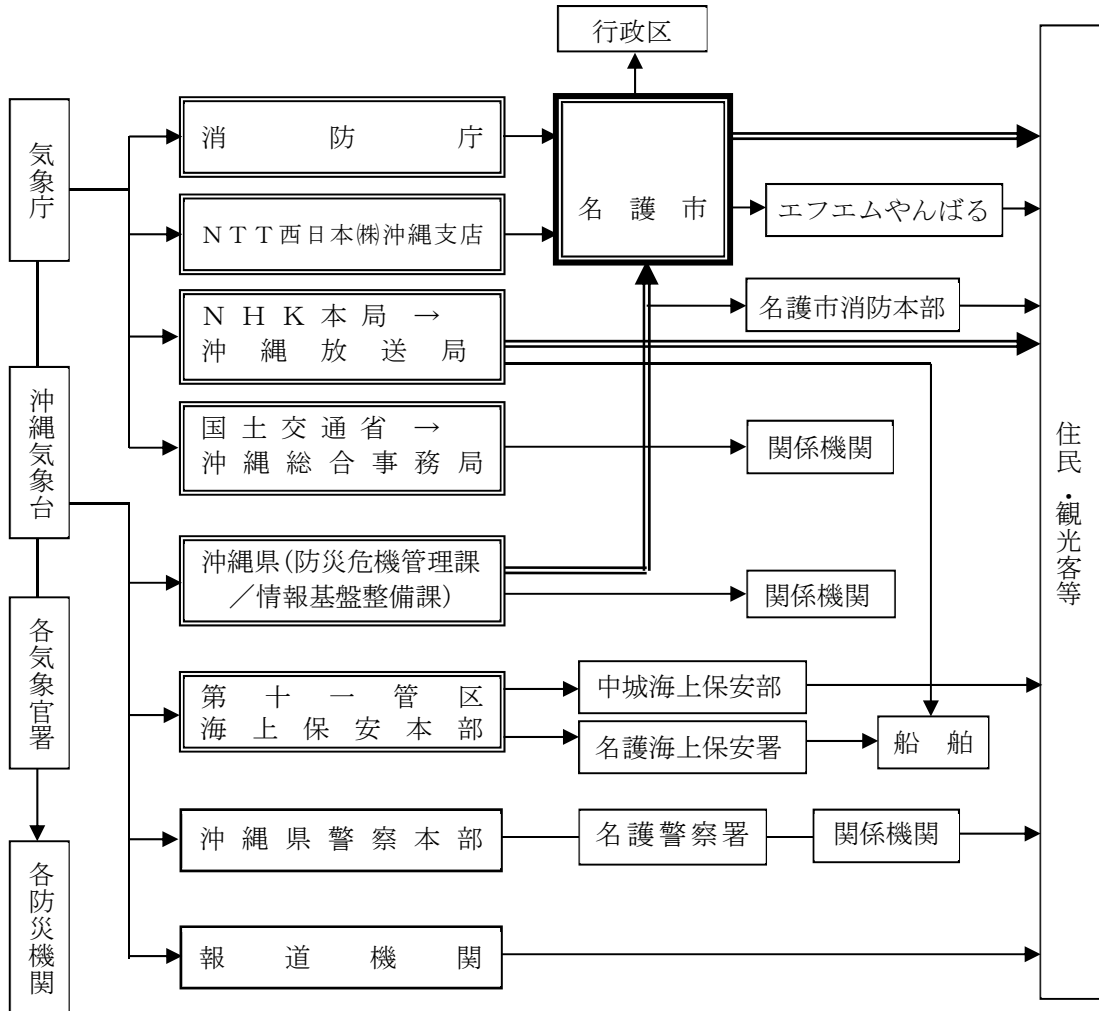 気象庁
沖縄気象台
各気象官署
各防災機関
消防庁
NTT西日本㈱沖縄支店
NHK本局→
沖縄放送局
国土交通省→
沖縄総合事務局
沖縄県(防災危機管理課
/情報基盤整備課)
第十一管区
海上保安本部
沖縄県警察本部
報道機関
行政区
名護市
エフエムやんばる
名護市消防本部
関係機関
関係機関
中城海上保安部
名護海上保安署
船舶
名護警察署
関係機関
住民・観光客等